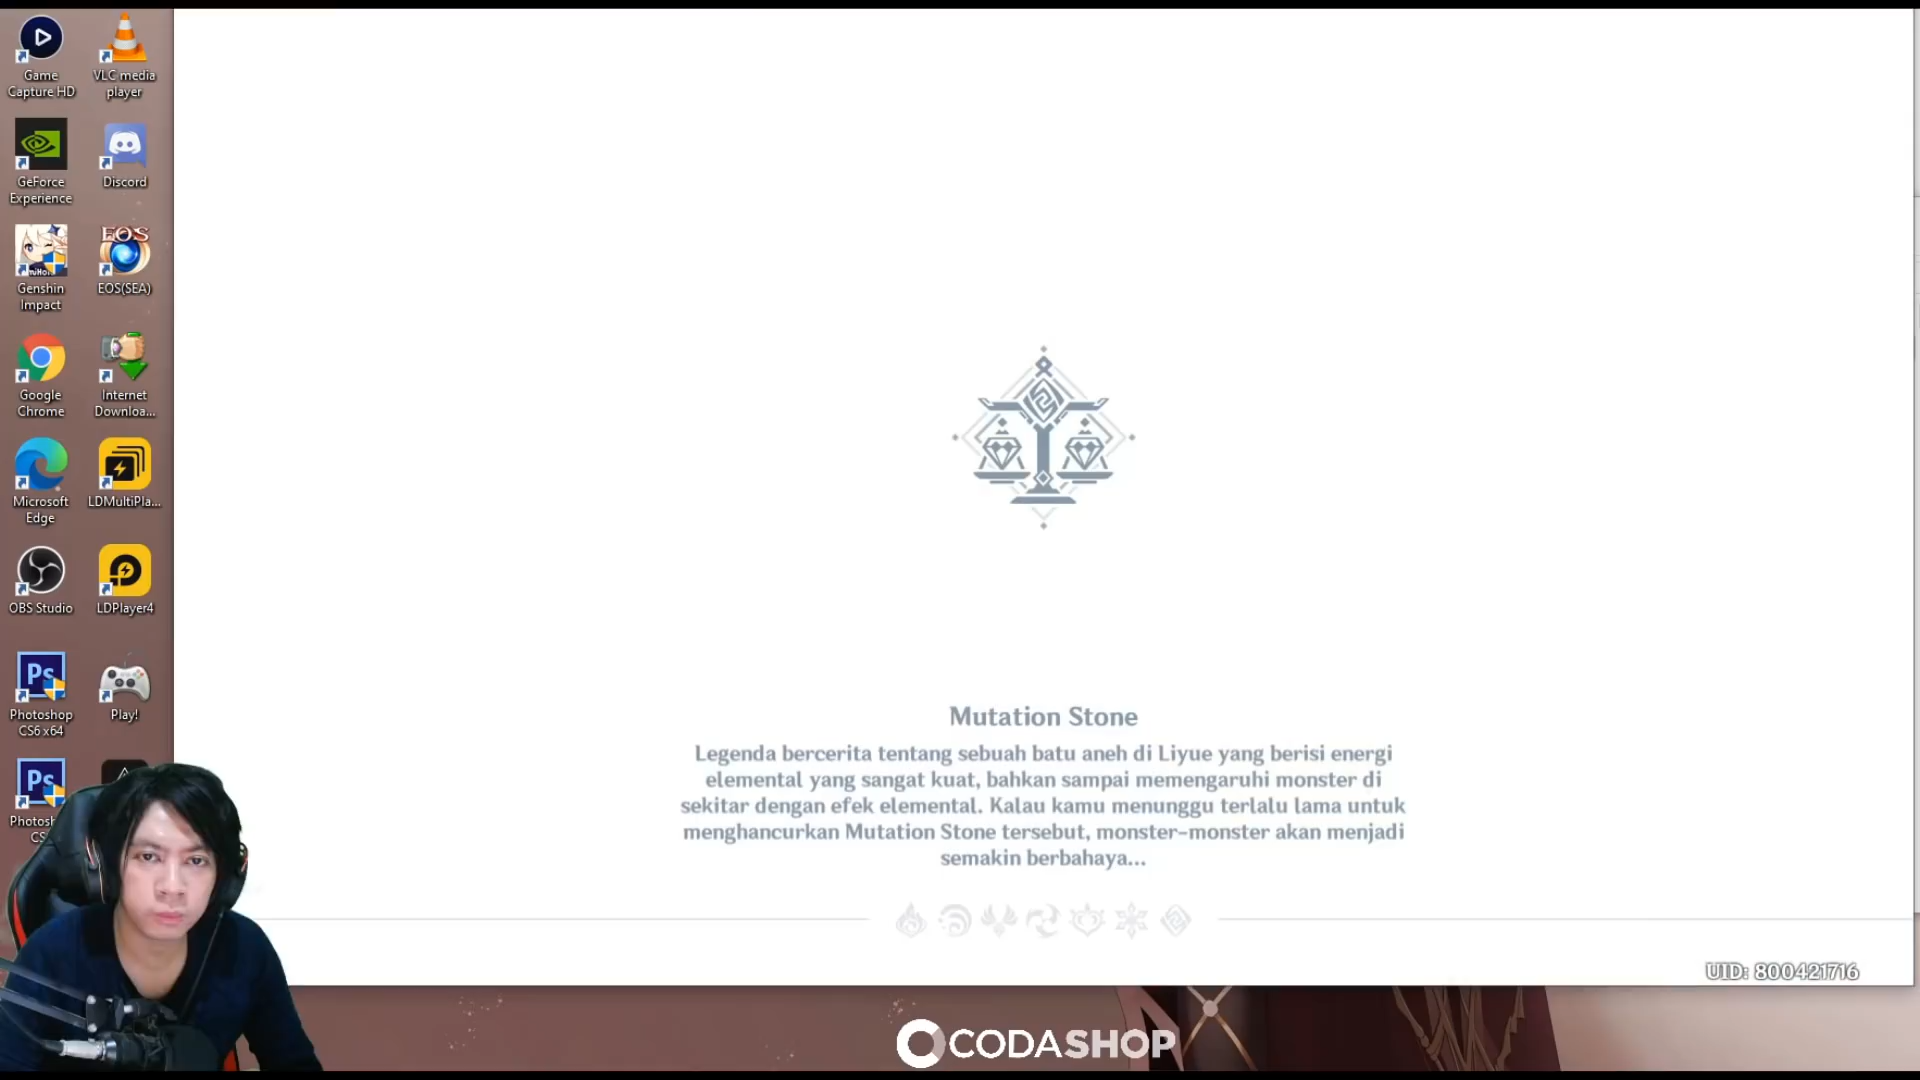 Game
Capture HD
VLC media
player
GeForce
Experience
Discord
Genshin
Impact
EOS
EOS(SEA)
Google
Chrome
Internet
Downloa...
Microsoft
Edge
LDMultiPla...
OBS Studio
LDPlayer4
Ps
Photoshop
CS6 x64
Play!
Ps
Mutation Stone
Legenda bercerita tentang sebuah batu aneh di Liyue yang berisi energi
elemental yang sangat kuat, bahkan sampai memengaruhi monster di
sekitar dengan efek elemental. Kalau kamu menunggu terlalu lama untuk
menghancurkan Mutation Stone tersebut, monster-monster akan menjadi
semakin berbahaya...
UID: 800421716
CODASHOP